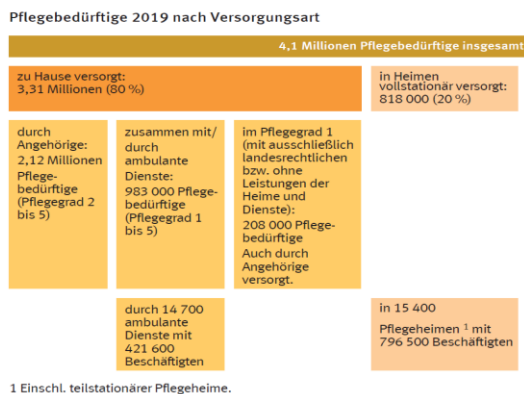 Pflegebedürftige 2019 nach Versorgungsart
4,1 Millionen Pflegebedürftige insgesamt
zu Hause versorgt:
3,31 Millionen (80 %)
in Heimen
vollstationär versorgt:
818 000 (20 %)
durch
Angehörige:
2,12 Millionen
Pflege-
bedürftige
(Pflegegrad 2
bis 5)
zusammen mit/
durch
ambulante
Dienste:
983 000 Pflege-
bedürftige
(Pflegegrad 1
bis 5)
im Pflegegrad 1
(mit ausschließlich
landesrechtlichen
bzw. ohne
Leistungen der
Heime und
Dienste):
208 000 Pflege-
bedürftige
Auch durch
Angehörige
versorgt.
durch 14 700
ambulante
Dienste mit
421 600
Beschäftigten
in 15 400
Pflegeheimen 1 mit
796 500 Beschäftigten
1 Einschl. teilstationärer Pflegeheime.